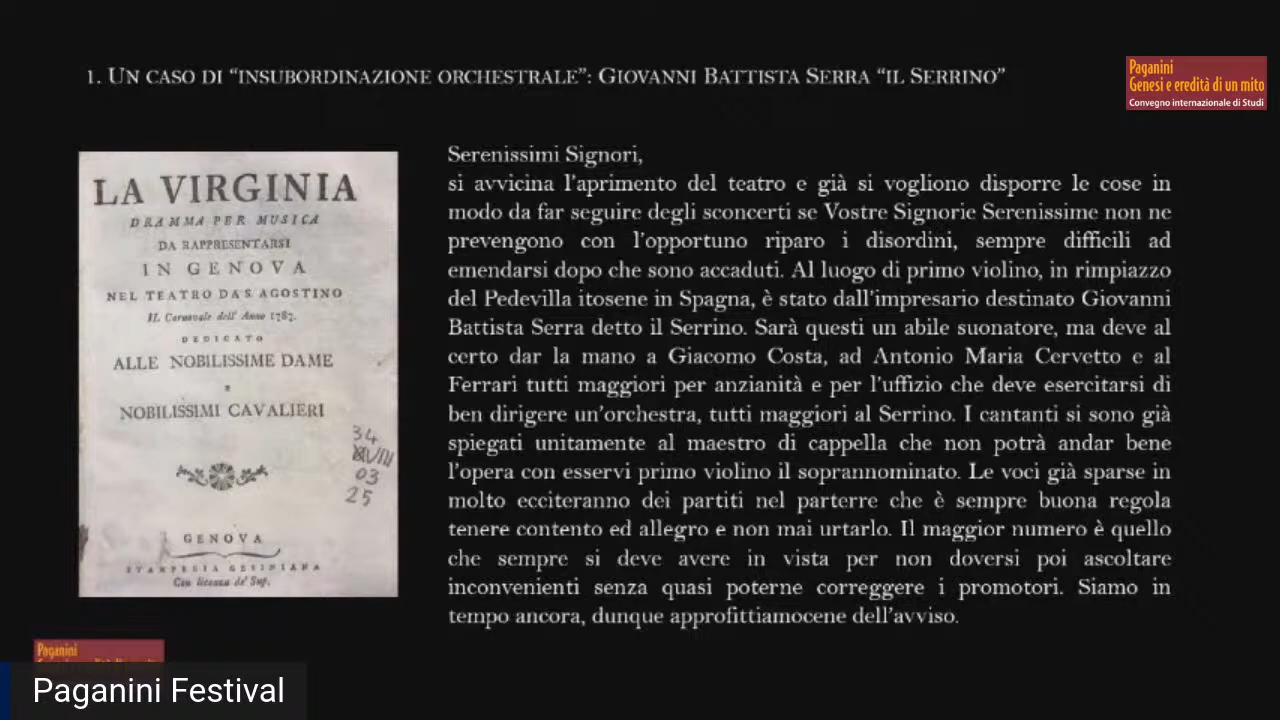 1. Un caso di “insubordinazione orchestrale”: Giovanni Battista Serra “il Serrino”
Paganini
Genesi e eredità di un mito
Convegno internazionale di Studi
LA VIRGINIA
DRAMMA PER MUSICA
DA RAPPRESENTARSI
IN GENOVA
NEL TEATRO DA S AGOSTINO
IL Carnovale dell' Anno 1787.
DEDICATO
ALLE NOBILISSIME DAME
E
NOBILISSIMI CAVALIERI
34
XVIII
03
25
GENOVA
STAMPERIA GESINIANA
Con licenza de' Sup.
Serenissimi Signori,
si avvicina l’aprimento del teatro e già si vogliono disporre le cose in
modo da far seguire degli sconcerti se Vostre Signorie Serenissime non ne
prevengono con l’opportuno riparo i disordini, sempre difficili ad
emendarsi dopo che sono accaduti. Al luogo di primo violino, in rimpiazzo
del Pedevilla itosene in Spagna, è stato dall’impresario destinato Giovanni
Battista Serra detto il Serrino. Sarà questi un abile suonatore, ma deve al
certo dar la mano a Giacomo Costa, ad Antonio Maria Cervetto e al
Ferrari tutti maggiori per anzianità e per l’uffizio che deve esercitarsi di
ben dirigere un’orchestra, tutti maggiori al Serrino. I cantanti si sono già
spiegati unitamente al maestro di cappella che non potrà andar bene
l’opera con esservi primo violino il soprannominato. Le voci già sparse in
molto ecciteranno dei partiti nel parterre che è sempre buona regola
tenere contento ed allegro e non mai urtarlo. Il maggior numero è quello
che sempre si deve avere in vista per non doversi poi ascoltare
inconvenienti senza quasi poterne correggere i promotori. Siamo in
tempo ancora, dunque approfittiamocene dell’avviso.
Paganini
Paganini Festival